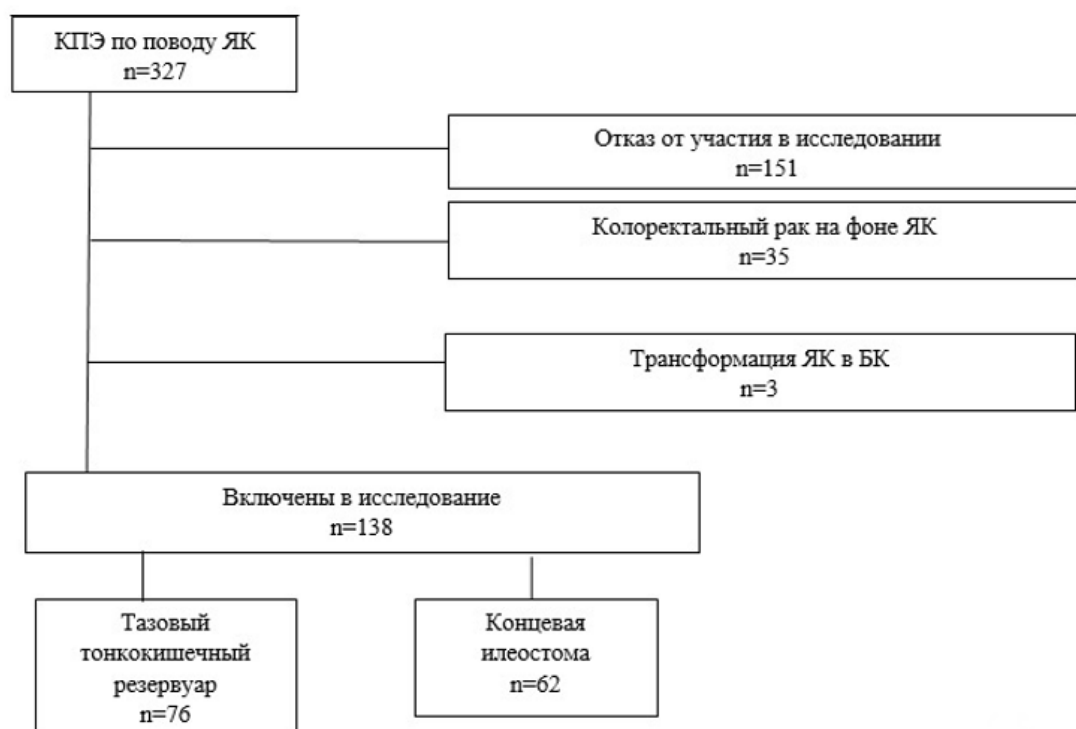 КПЭ по поводу ЯК
n=327
Отказ от участия в исследовании
n=151
Колоректальный рак на фоне ЯК
n=35
Трансформация ЯК в БК
n=3
Включены в исследование
n=138
Тазовый
тонкокишечный
резервуар
n=76
Концевая
илеостома
n=62